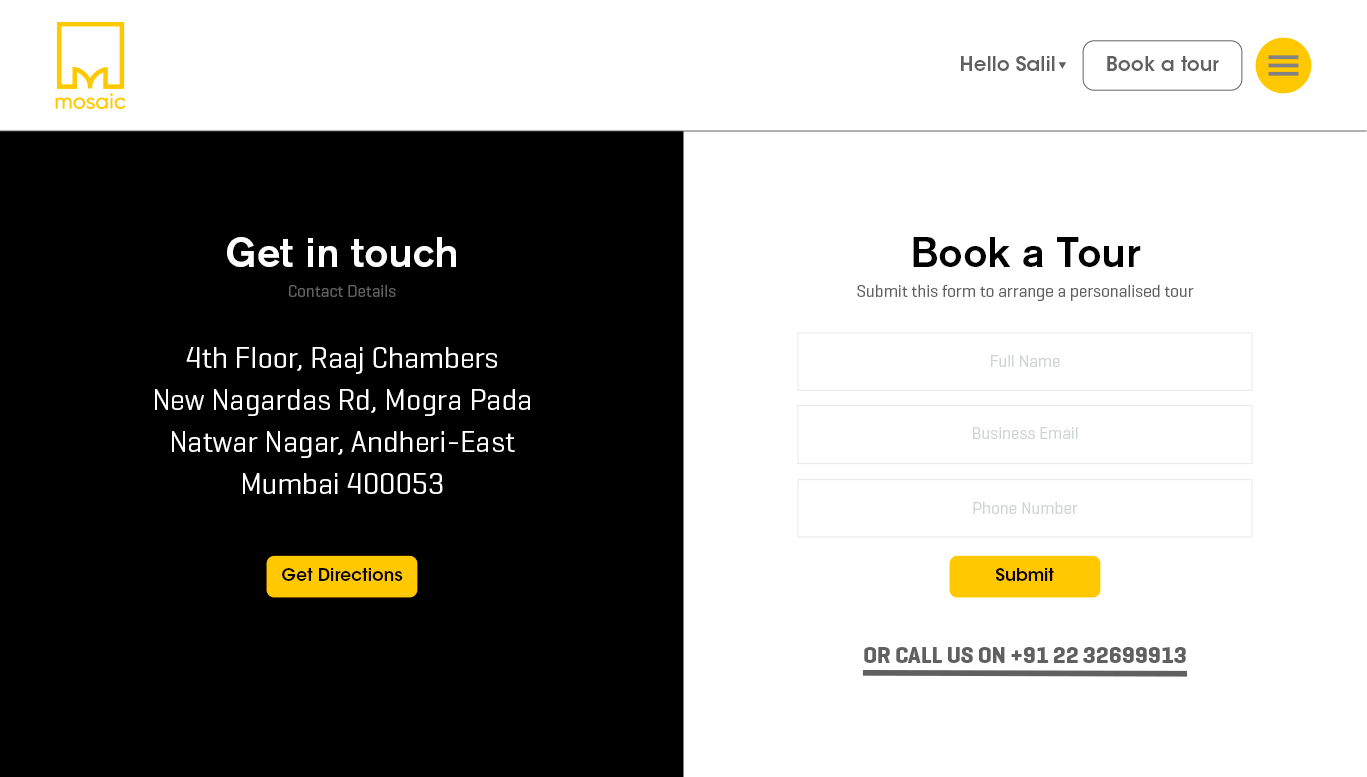 mosaic
Hello Salil
Book a tour
Get in touch
Contact Details
4th Floor, Raaj Chambers
New Nagardas Rd, Mogra Pada
Natwar Nagar, Andheri-East
Mumbai 400053
Get Directions
Book a Tour
Submit this form to arrange a personalised tour
Full Name
Business Email
Phone Number
Submit
OR CALL US ON +91 22 32699913